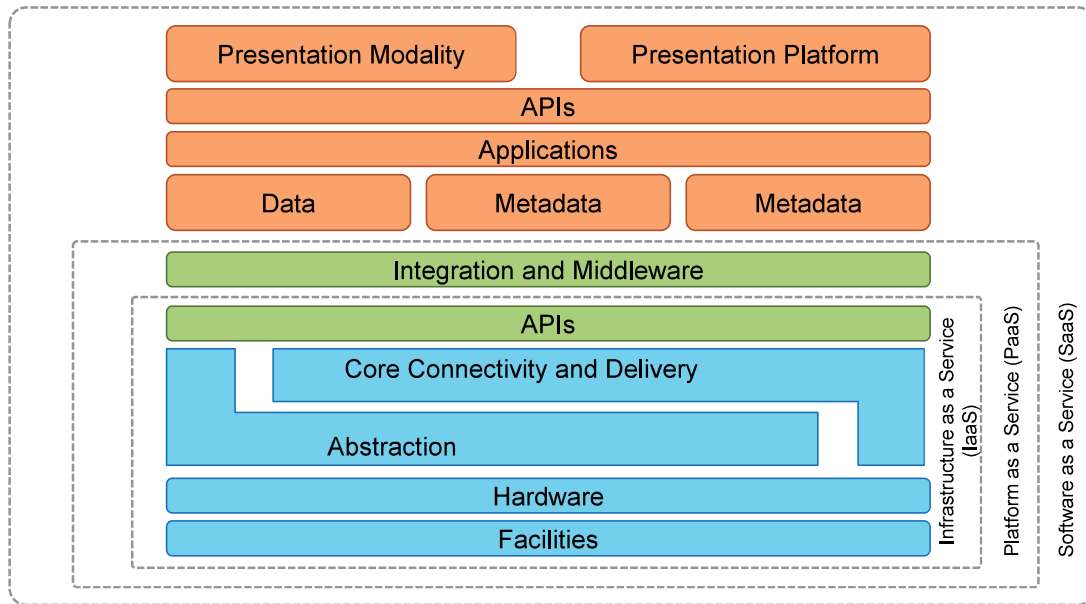 Presentation Modality
Presentation Platform
APIs
Applications
Data
Metadata
Metadata
Integration and Middleware
APIs
Core Connectivity and Delivery
Abstraction
Hardware
Facilities
Infrastructure as a Service
(IaaS)
Platform as a Service (PaaS)
Software as a Service (SaaS)